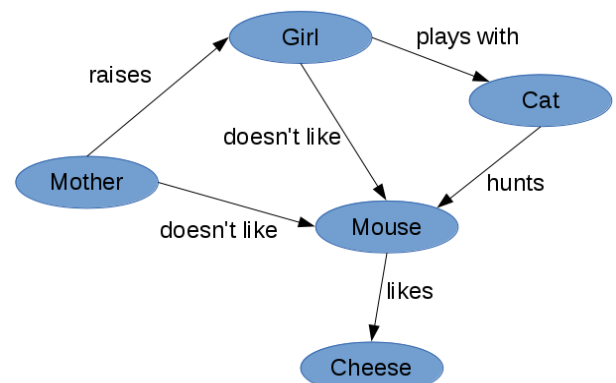 Girl
plays with
raises
Cat
doesn't like
Mother
hunts
doesn't like
Mouse
likes
Cheese